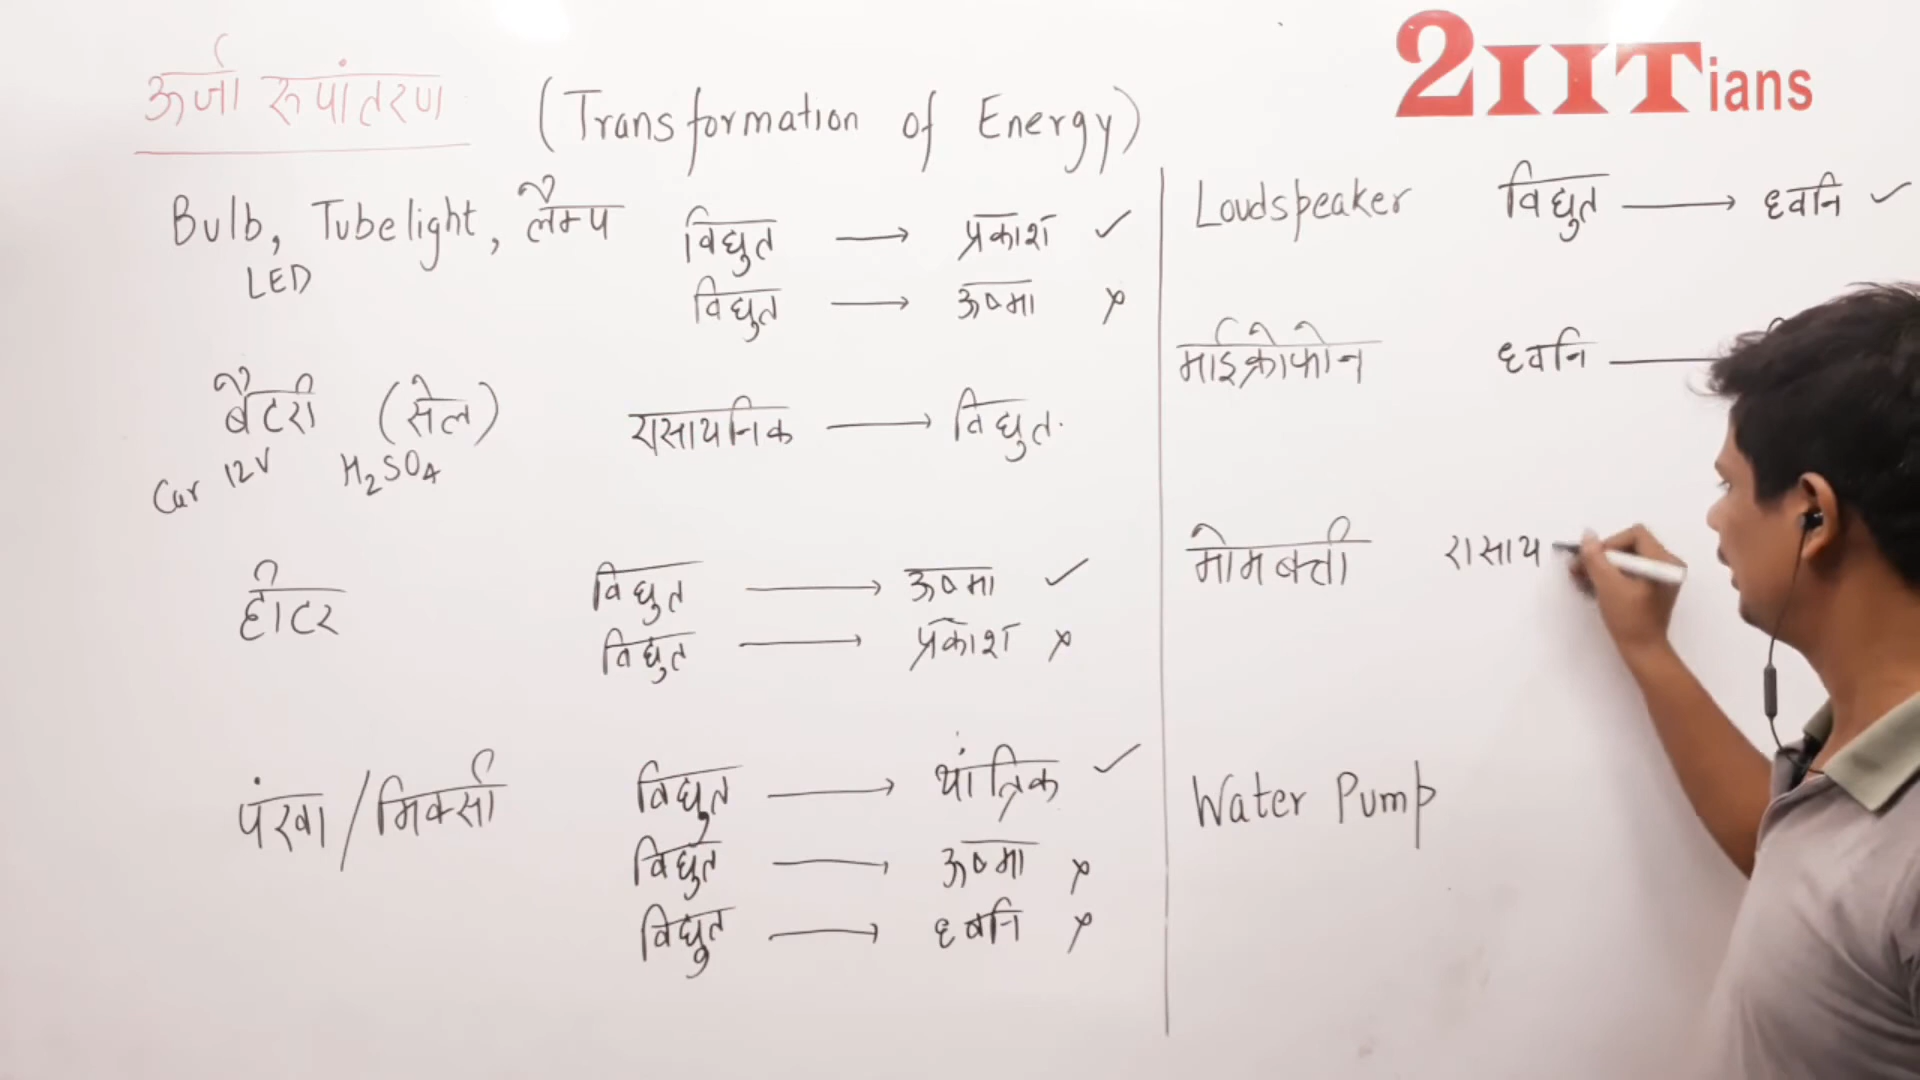 ऊर्जा रूपांतरण (Transformation of Energy)
2IITians
Bulb, Tubelight, लैम्प
LED
विद्युत → प्रकाश ✓
विद्युत → ऊष्मा ✗
बैटरी (सेल) रासायनिक → विद्युत.
Car 12V H₂SO₄
हीटर विद्युत → ऊष्मा ✓
विद्युत → प्रकाश ✗
पंखा / मिक्सी विद्युत → यांत्रिक ✓
विद्युत → ऊष्मा ✗
विद्युत → ध्वनि ✗
Loudspeaker विद्युत → ध्वनि ✓
माईक्रोफोन ध्वनि
मोमबत्ती रासाय
Water Pump